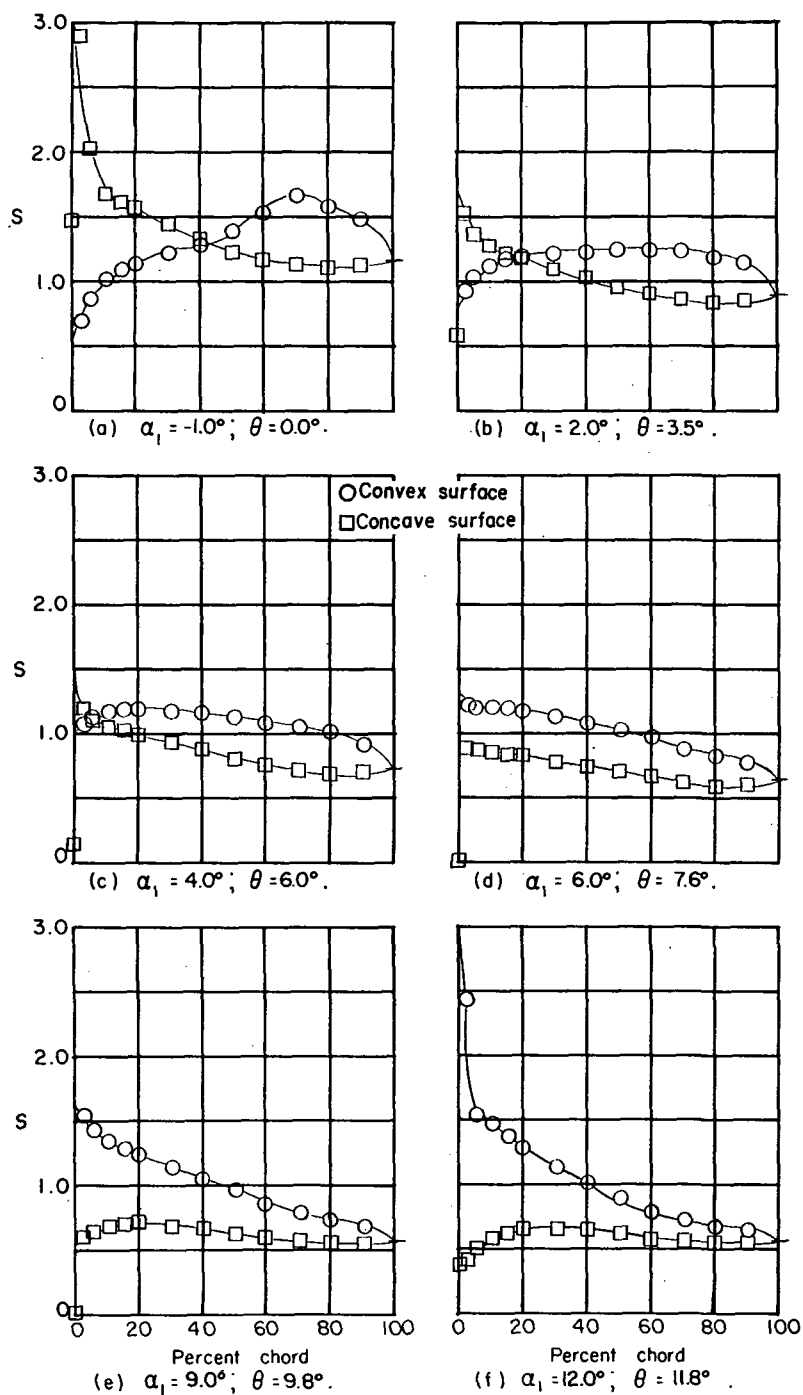 3.0
2.0
S
1.0
0
(a) α₁ = -1.0°; θ = 0.0°.
(b) α₁ = 2.0°; θ = 3.5°.
3.0
○ Convex surface
□ Concave surface
2.0
S
1.0
0
(c) α₁ = 4.0°; θ = 6.0°.
(d) α₁ = 6.0°; θ = 7.6°.
3.0
2.0
S
1.0
0
0 20 40 60 80 100
0 20 40 60 80 100
Percent chord
Percent chord
(e) α₁ = 9.0°; θ = 9.8°
(f) α₁ = 12.0°; θ = 11.8°